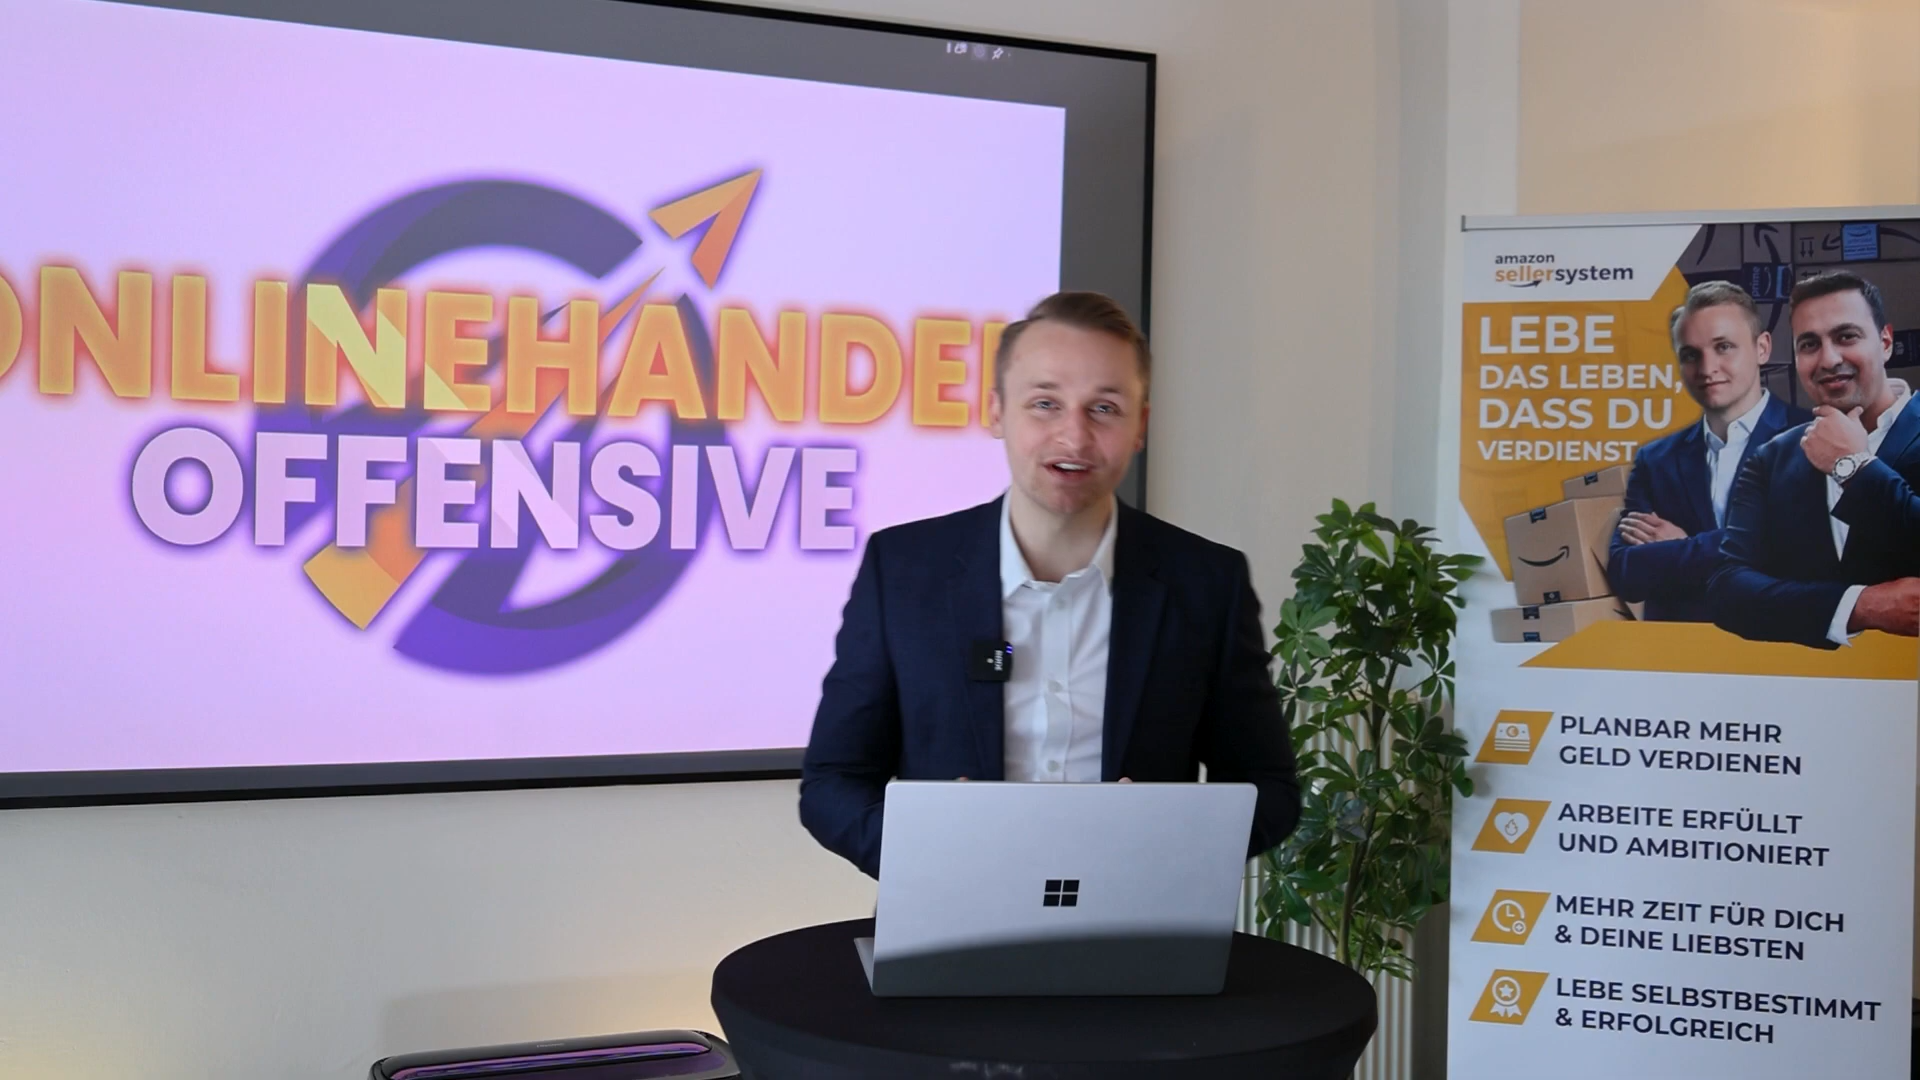 ONLINEHANDEL
OFFENSIVE
amazon
sellersystem
LEBE
DAS LEBEN,
DASS DU
VERDIENST
PLANBAR MEHR
GELD VERDIENEN
ARBEITE ERFÜLLT
UND AMBITIONIERT
MEHR ZEIT FÜR DICH
& DEINE LIEBSTEN
LEBE SELBSTBESTIMMT
& ERFOLGREICH